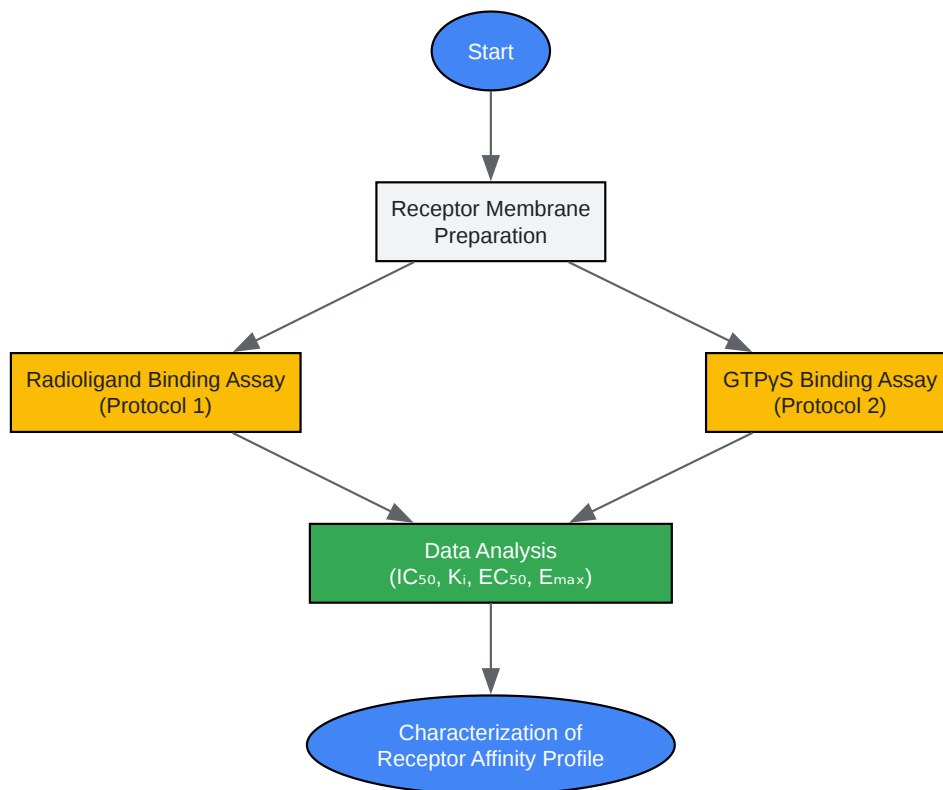 Start
Receptor Membrane
Preparation
Radioligand Binding Assay
(Protocol 1)
GTPγS Binding Assay
(Protocol 2)
Data Analysis
(IC₅₀, Kᵢ, EC₅₀, Eₘₐₓ)
Characterization of
Receptor Affinity Profile